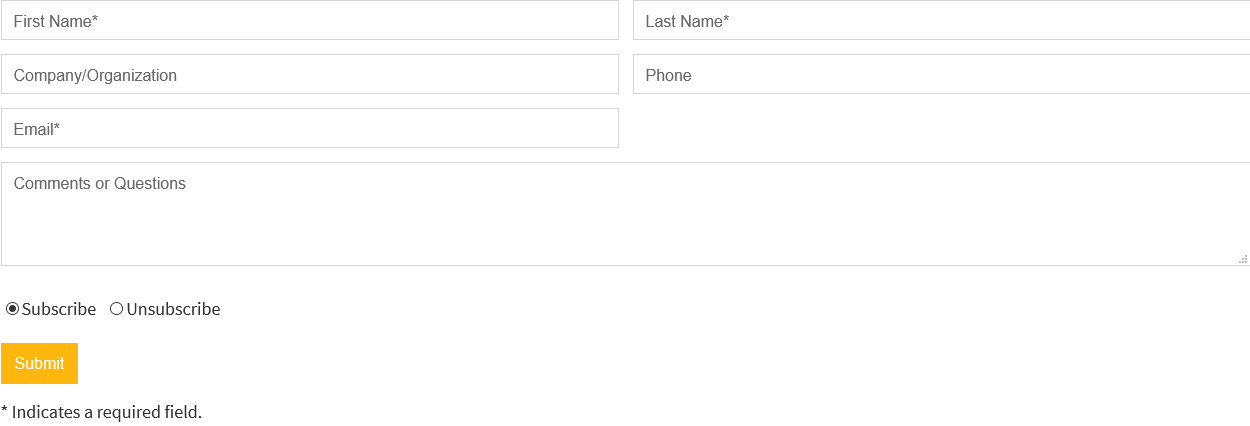 First Name*
Last Name*
Company/Organization
Phone
Email*
Comments or Questions
Subscribe Unsubscribe
Submit
* Indicates a required field.